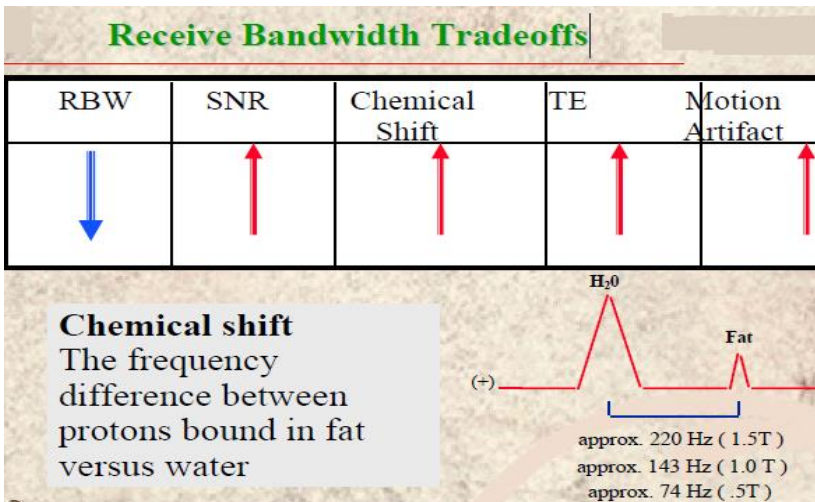 Receive Bandwidth Tradeoffs
RBW SNR Chemical Shift TE Motion Artifact
Chemical shift
The frequency
difference between
protons bound in fat
versus water
H₂0
Fat
(+)
approx. 220 Hz ( 1.5T )
approx. 143 Hz ( 1.0 T )
approx. 74 Hz ( .5T)